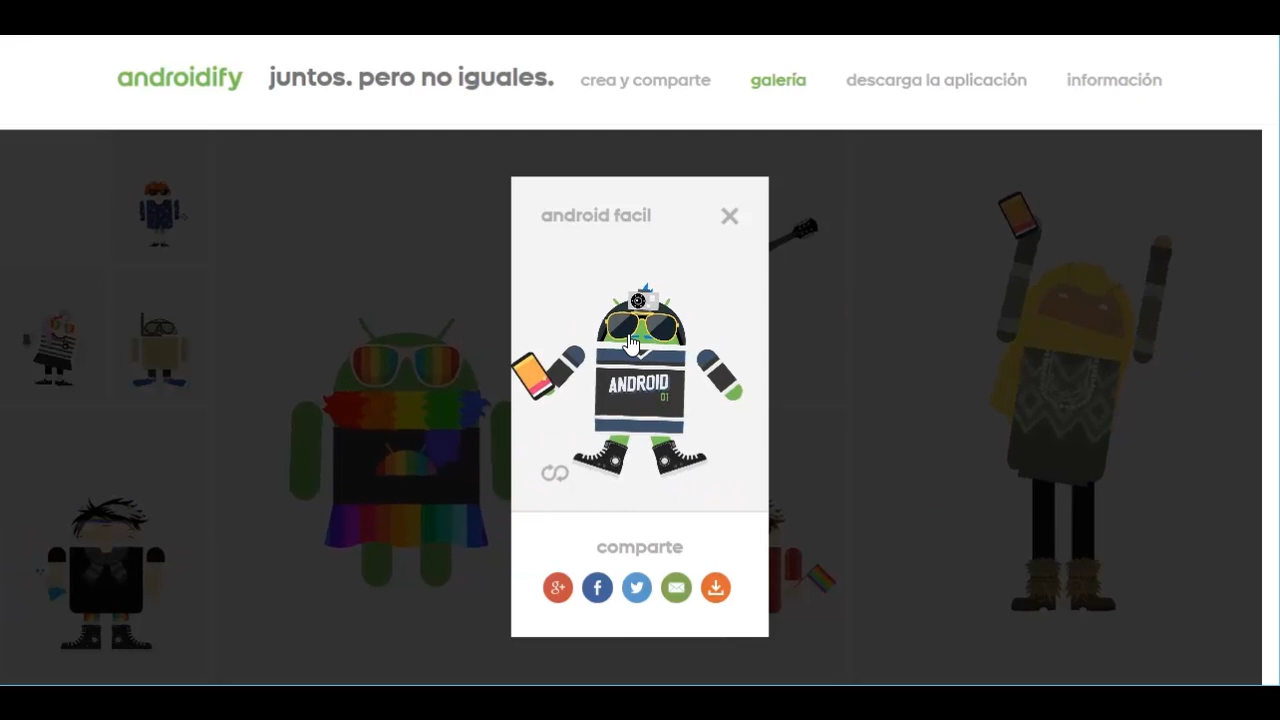 androidify juntos. pero no iguales. crea y comparte galería descarga la aplicación información
android facil
ANDROID
01
comparte
g+ f